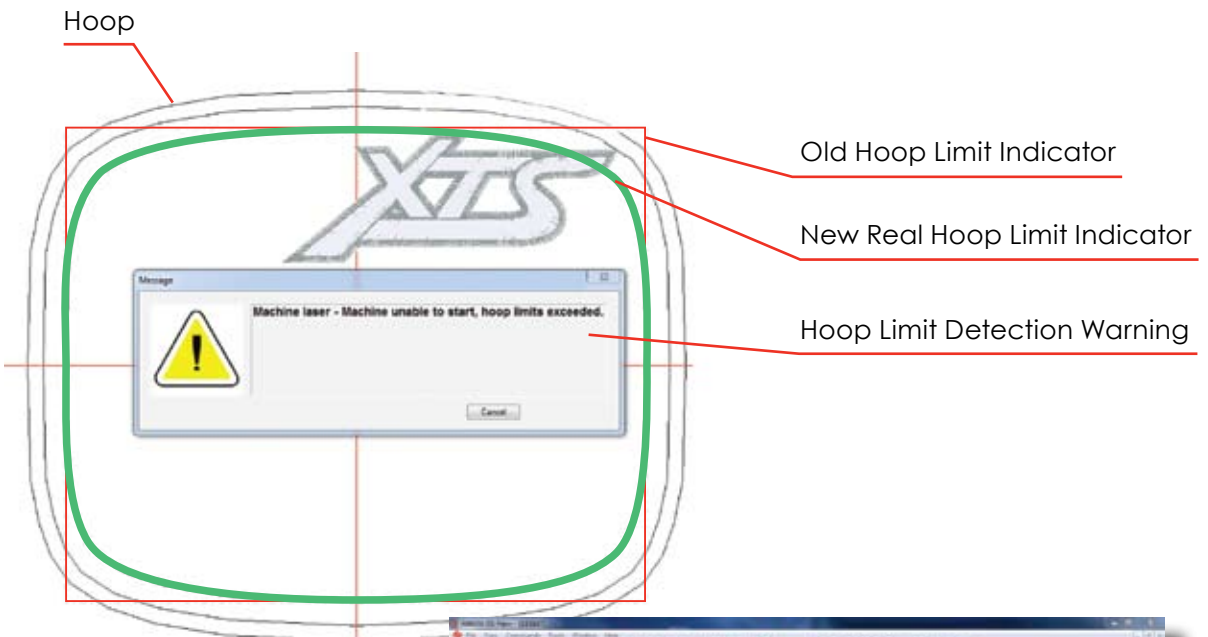 Hoop
Old Hoop Limit Indicator
XTS
New Real Hoop Limit Indicator
Message
Machine laser - Machine unable to start, hoop limits exceeded.
!
Hoop Limit Detection Warning
Cancel